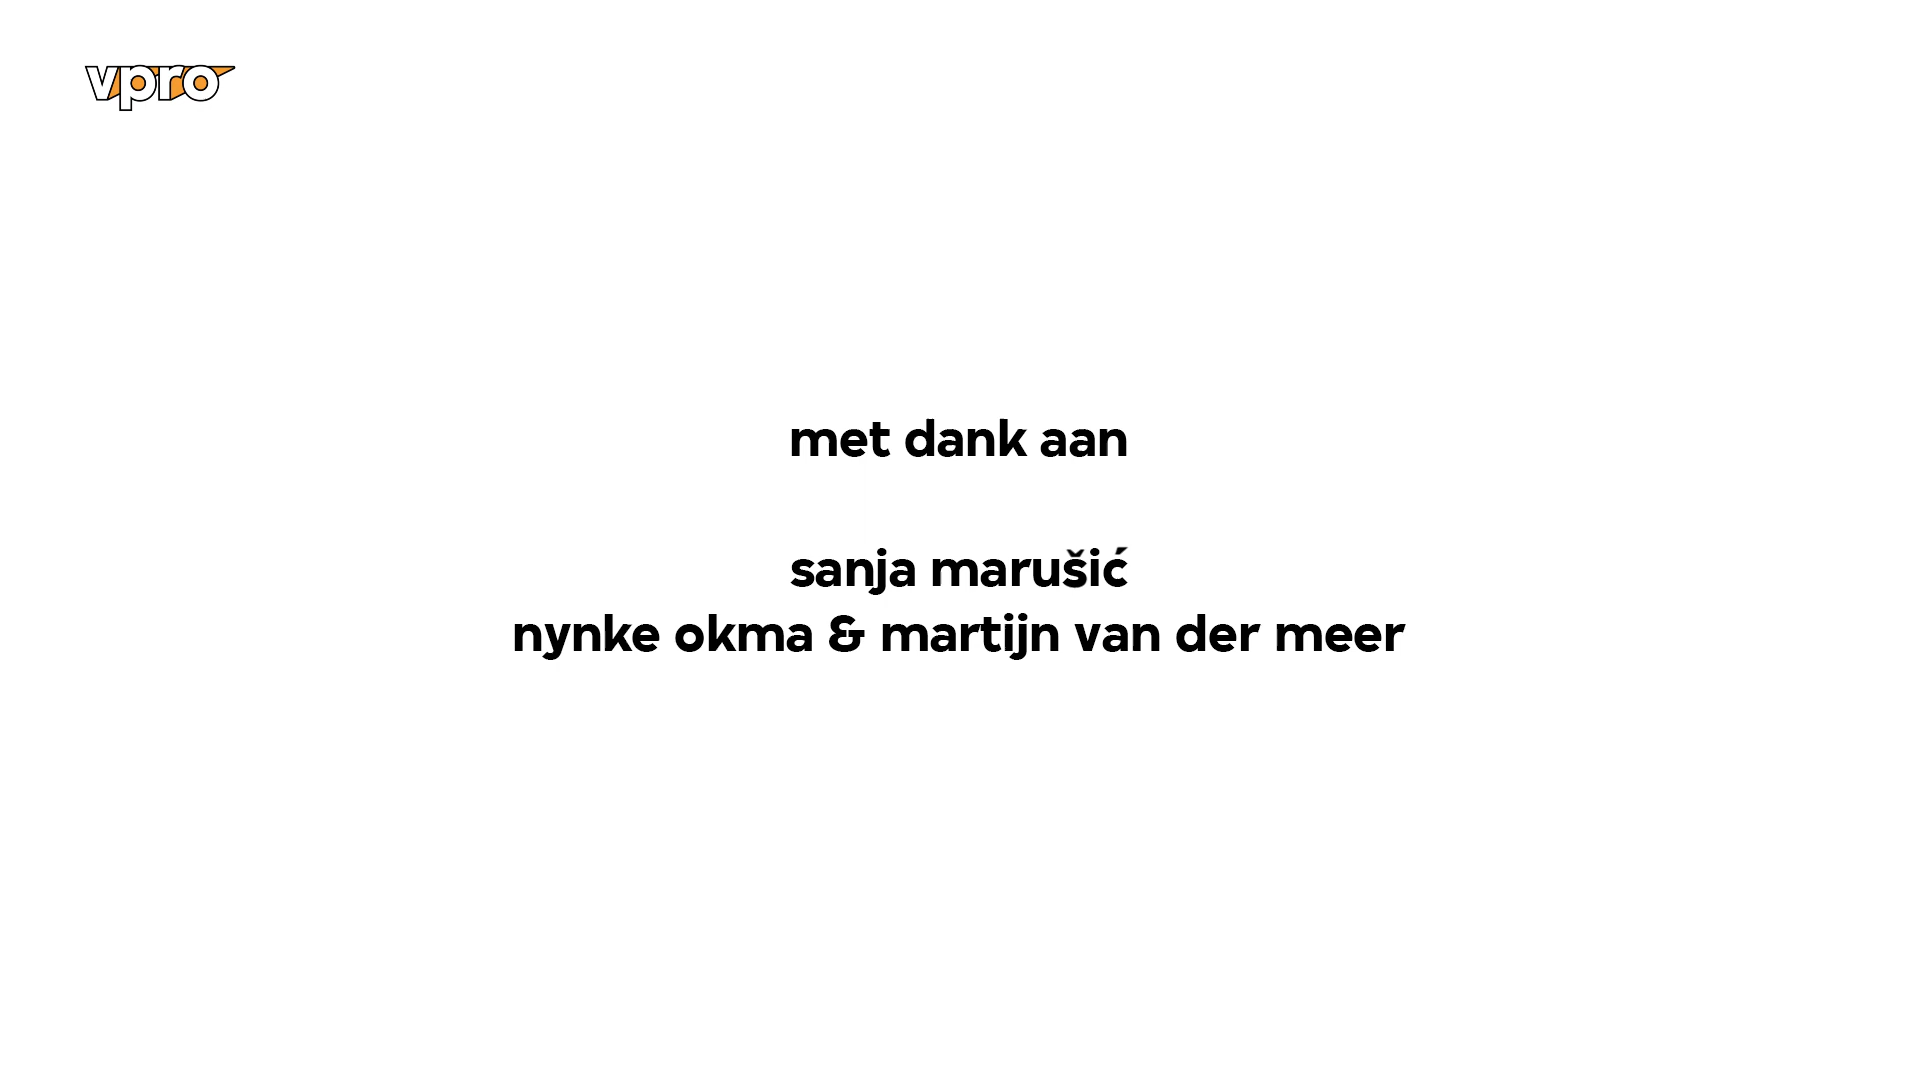 vpro
met dank aan
sanja marušić
nynke okma & martijn van der meer